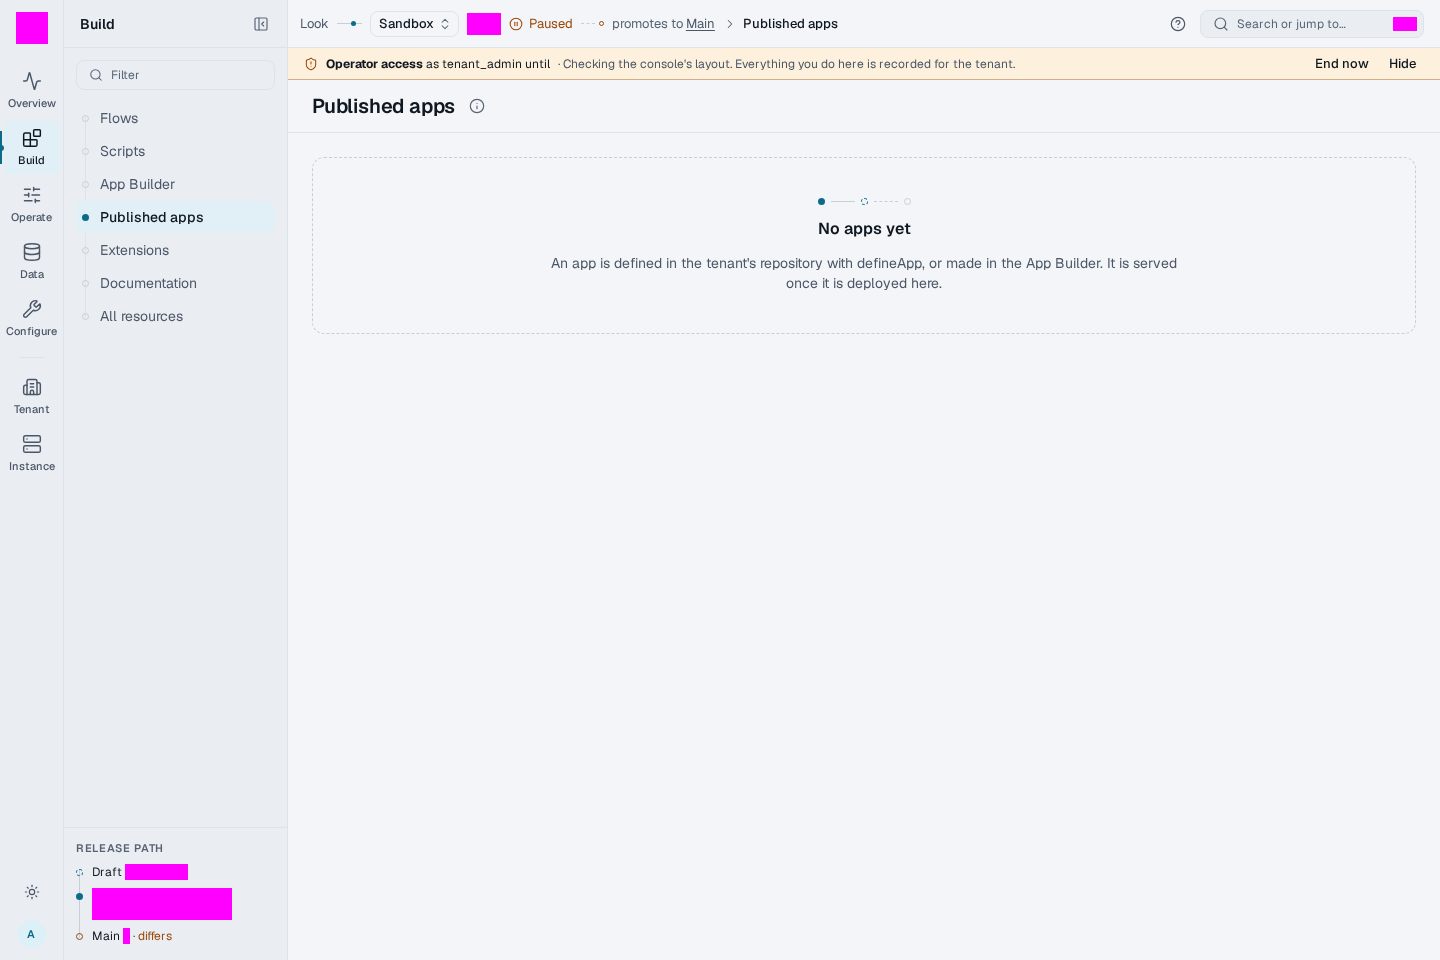 Overview
Build
Operate
Data
Configure
Tenant
Instance
A
Build
Filter
Flows
Scripts
App Builder
Published apps
Extensions
Documentation
All resources
RELEASE PATH
Draft
Main · differs
Look Sandbox Paused promotes to Main Published apps
Search or jump to...
Operator access as tenant_admin until · Checking the console's layout. Everything you do here is recorded for the tenant. End now Hide
Published apps
No apps yet
An app is defined in the tenant's repository with defineApp, or made in the App Builder. It is served
once it is deployed here.